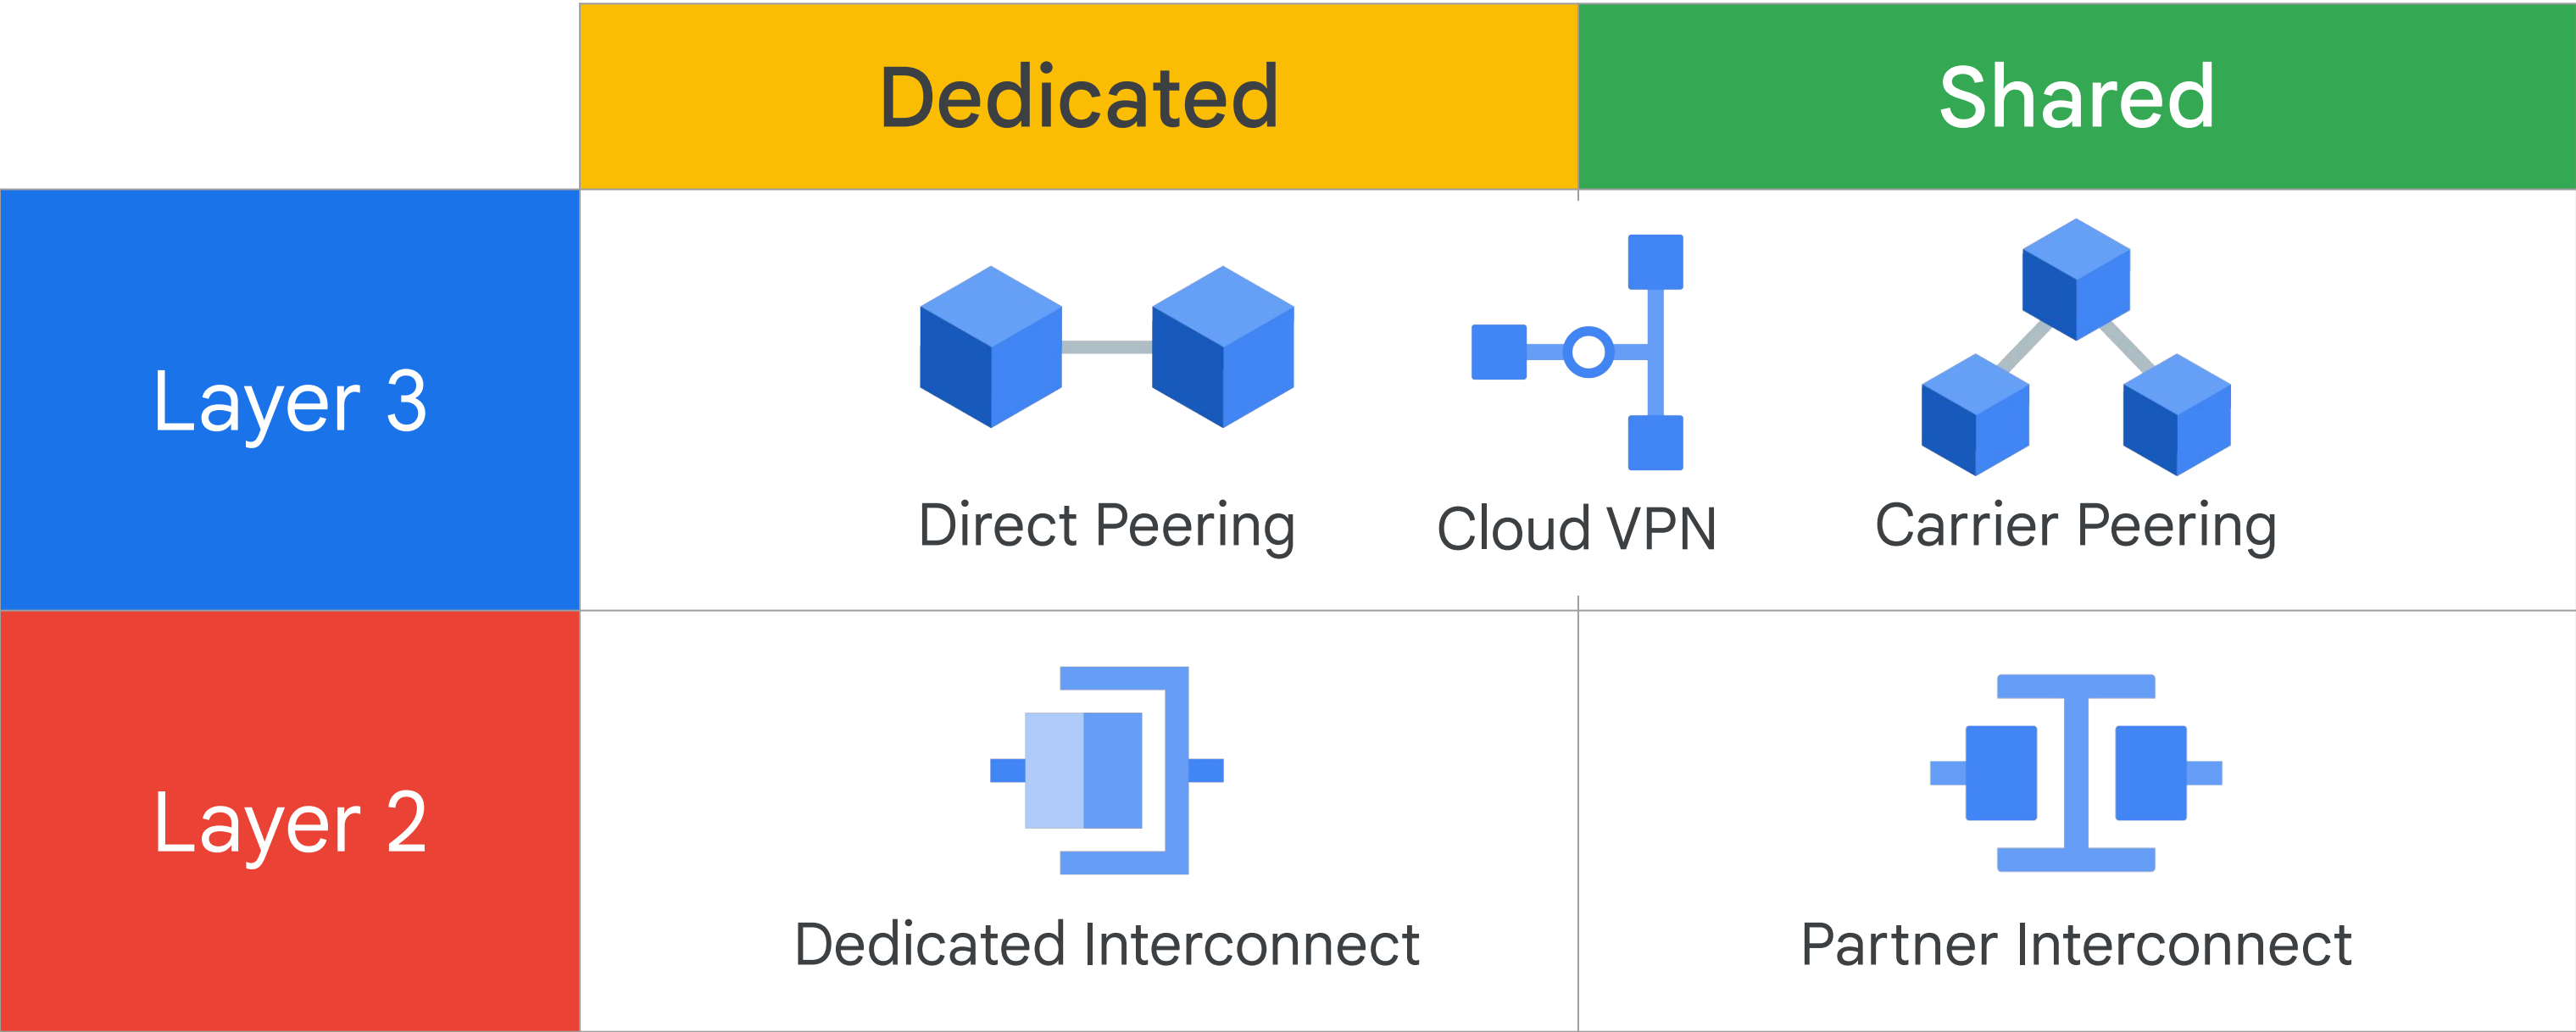 Dedicated
Shared
Layer 3
Direct Peering
Cloud VPN
Carrier Peering
Layer 2
Dedicated Interconnect
Partner Interconnect